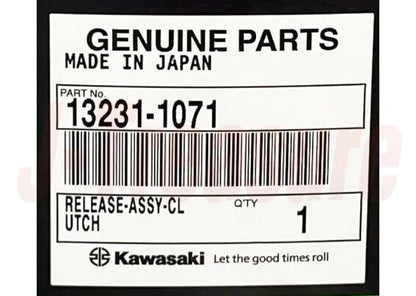 GENUINE PARTS
MADE IN JAPAN
PART No.
13231-1071
RELEASE-ASSY-CL
UTCH
Q'TY
1
Kawasaki Let the good times roll